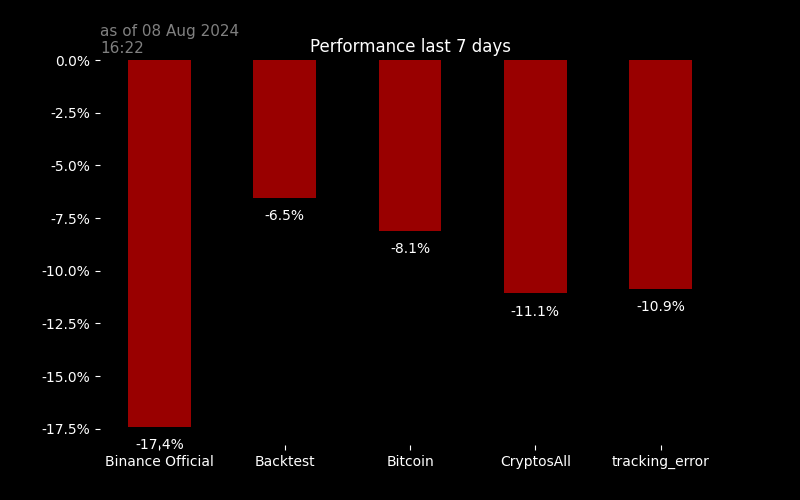 as of 08 Aug 2024
16:22
Performance last 7 days
0.0%
-2.5%
-5.0%
-7.5%
-10.0%
-12.5%
-15.0%
-17.5%
-17.4%
-6.5%
-8.1%
-11.1%
-10.9%
Binance Official
Backtest
Bitcoin
CryptosAll
tracking_error